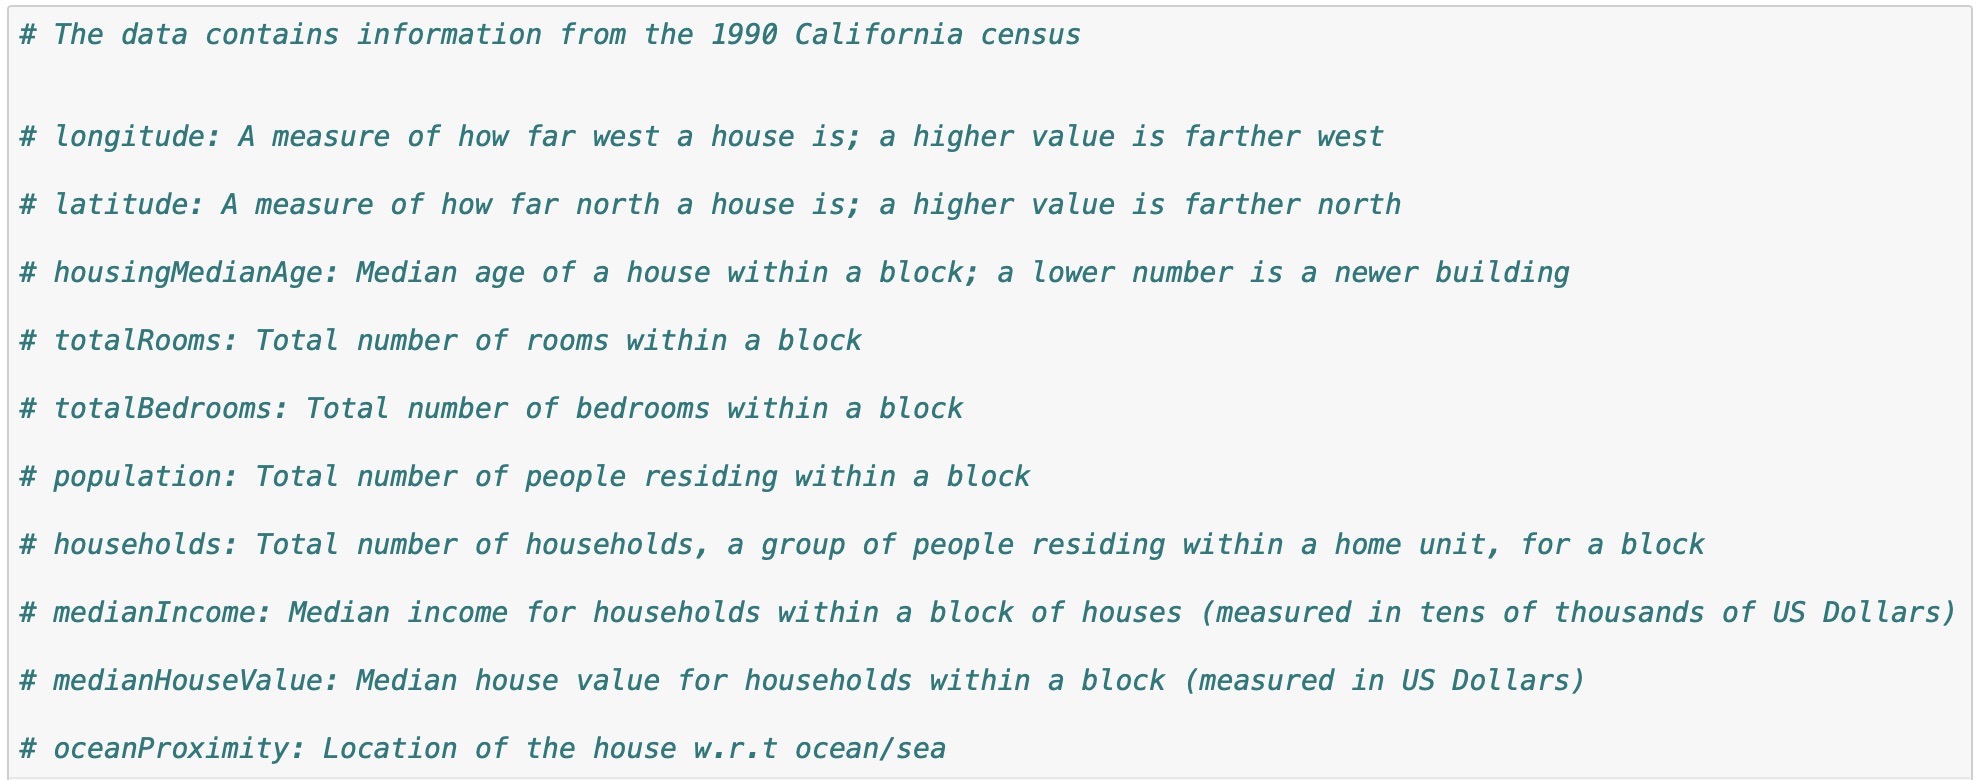 # The data contains information from the 1990 California census
# longitude: A measure of how far west a house is; a higher value is farther west
# latitude: A measure of how far north a house is; a higher value is farther north
# housingMedianAge: Median age of a house within a block; a lower number is a newer building
# totalRooms: Total number of rooms within a block
# totalBedrooms: Total number of bedrooms within a block
# population: Total number of people residing within a block
# households: Total number of households, a group of people residing within a home unit, for a block
# medianIncome: Median income for households within a block of houses (measured in tens of thousands of US Dollars)
# medianHouseValue: Median house value for households within a block (measured in US Dollars)
# oceanProximity: Location of the house w.r.t ocean/sea